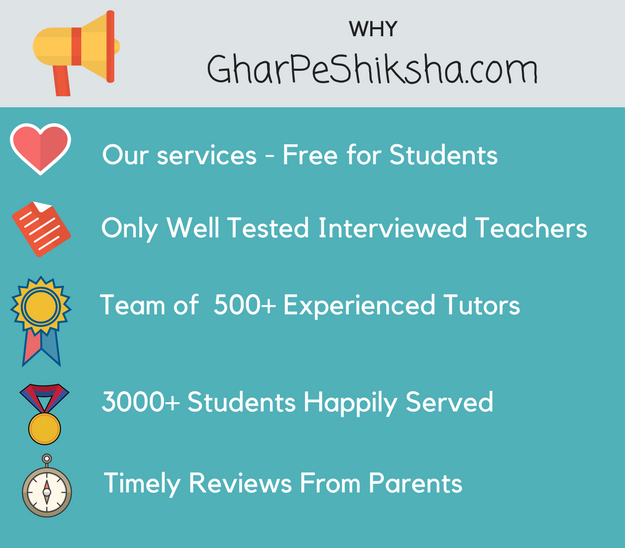 WHY
GharPeShiksha.com
Our services - Free for Students
Only Well Tested Interviewed Teachers
Team of 500+ Experienced Tutors
3000+ Students Happily Served
Timely Reviews From Parents